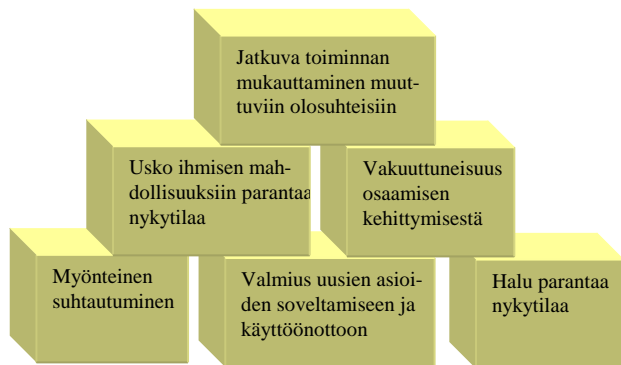 Jatkuva toiminnan
mukauttaminen muut-
tuviin olosuhteisiin
Usko ihmisen mah-
dollisuuksiin parantaa
nykytilaa
Vakuuttuneisuus
osaamisen
kehittymisestä
Myönteinen
suhtautuminen
Valmius uusien asioi-
den soveltamiseen ja
käyttöönottoon
Halu parantaa
nykytilaa